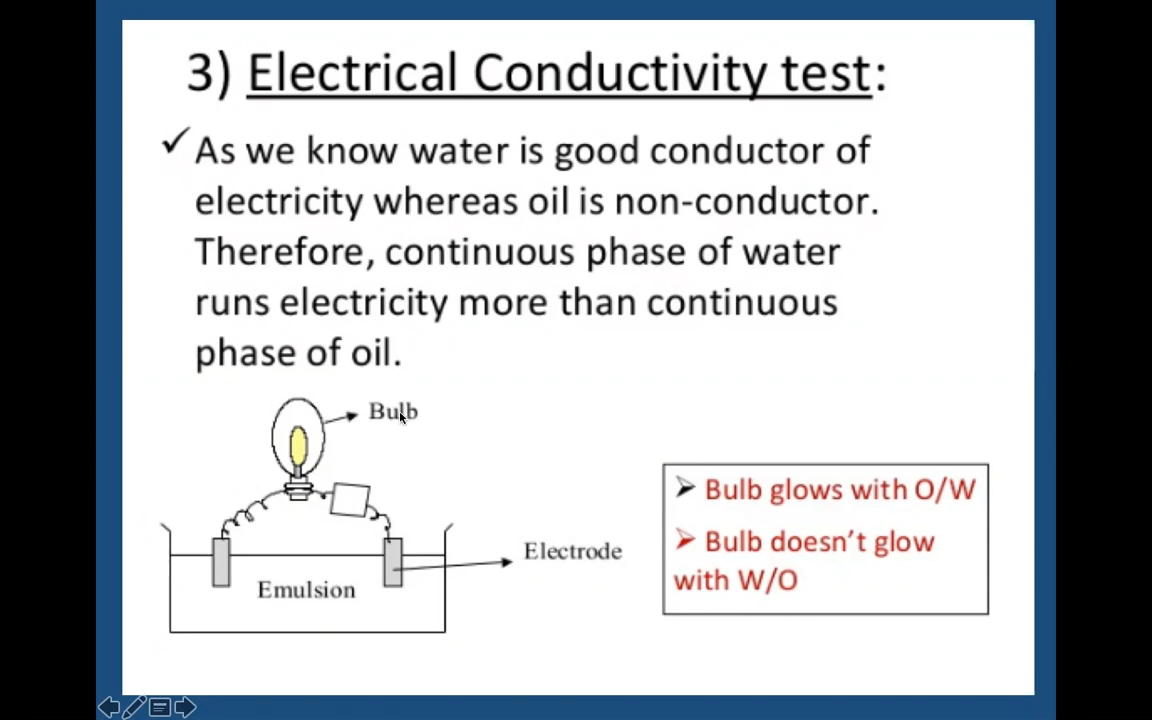 3) Electrical Conductivity test:
✓ As we know water is good conductor of
electricity whereas oil is non-conductor.
Therefore, continuous phase of water
runs electricity more than continuous
phase of oil.
Bulb
Electrode
Emulsion
➢ Bulb glows with O/W
➢ Bulb doesn’t glow
with W/O